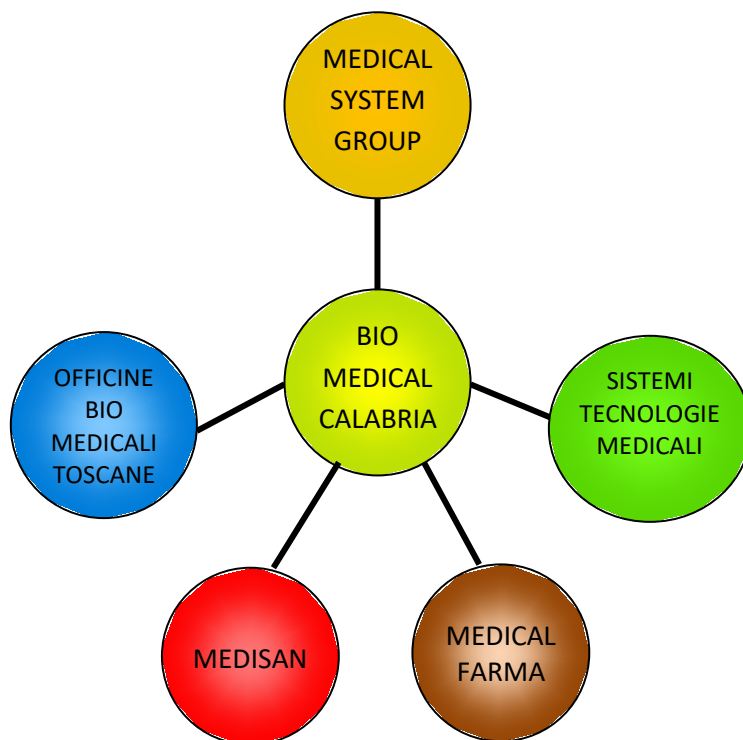 MEDICAL
SYSTEM
GROUP
BIO
MEDICAL
CALABRIA
OFFICINE
BIO
MEDICALI
TOSCANE
SISTEMI
TECNOLOGIE
MEDICALI
MEDISAN
MEDICAL
FARMA